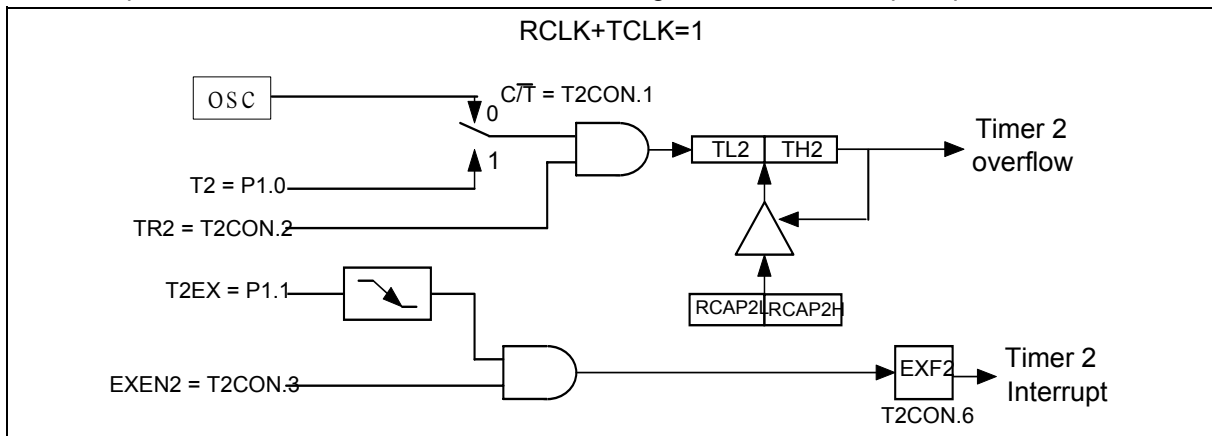 RCLK+TCLK=1
OSC
C/T̅ = T2CON.1
0
1
T2 = P1.0
TR2 = T2CON.2
TL2 TH2
Timer 2
overflow
T2EX = P1.1
RCAP2L RCAP2H
EXEN2 = T2CON.3
EXF2
Timer 2
Interrupt
T2CON.6